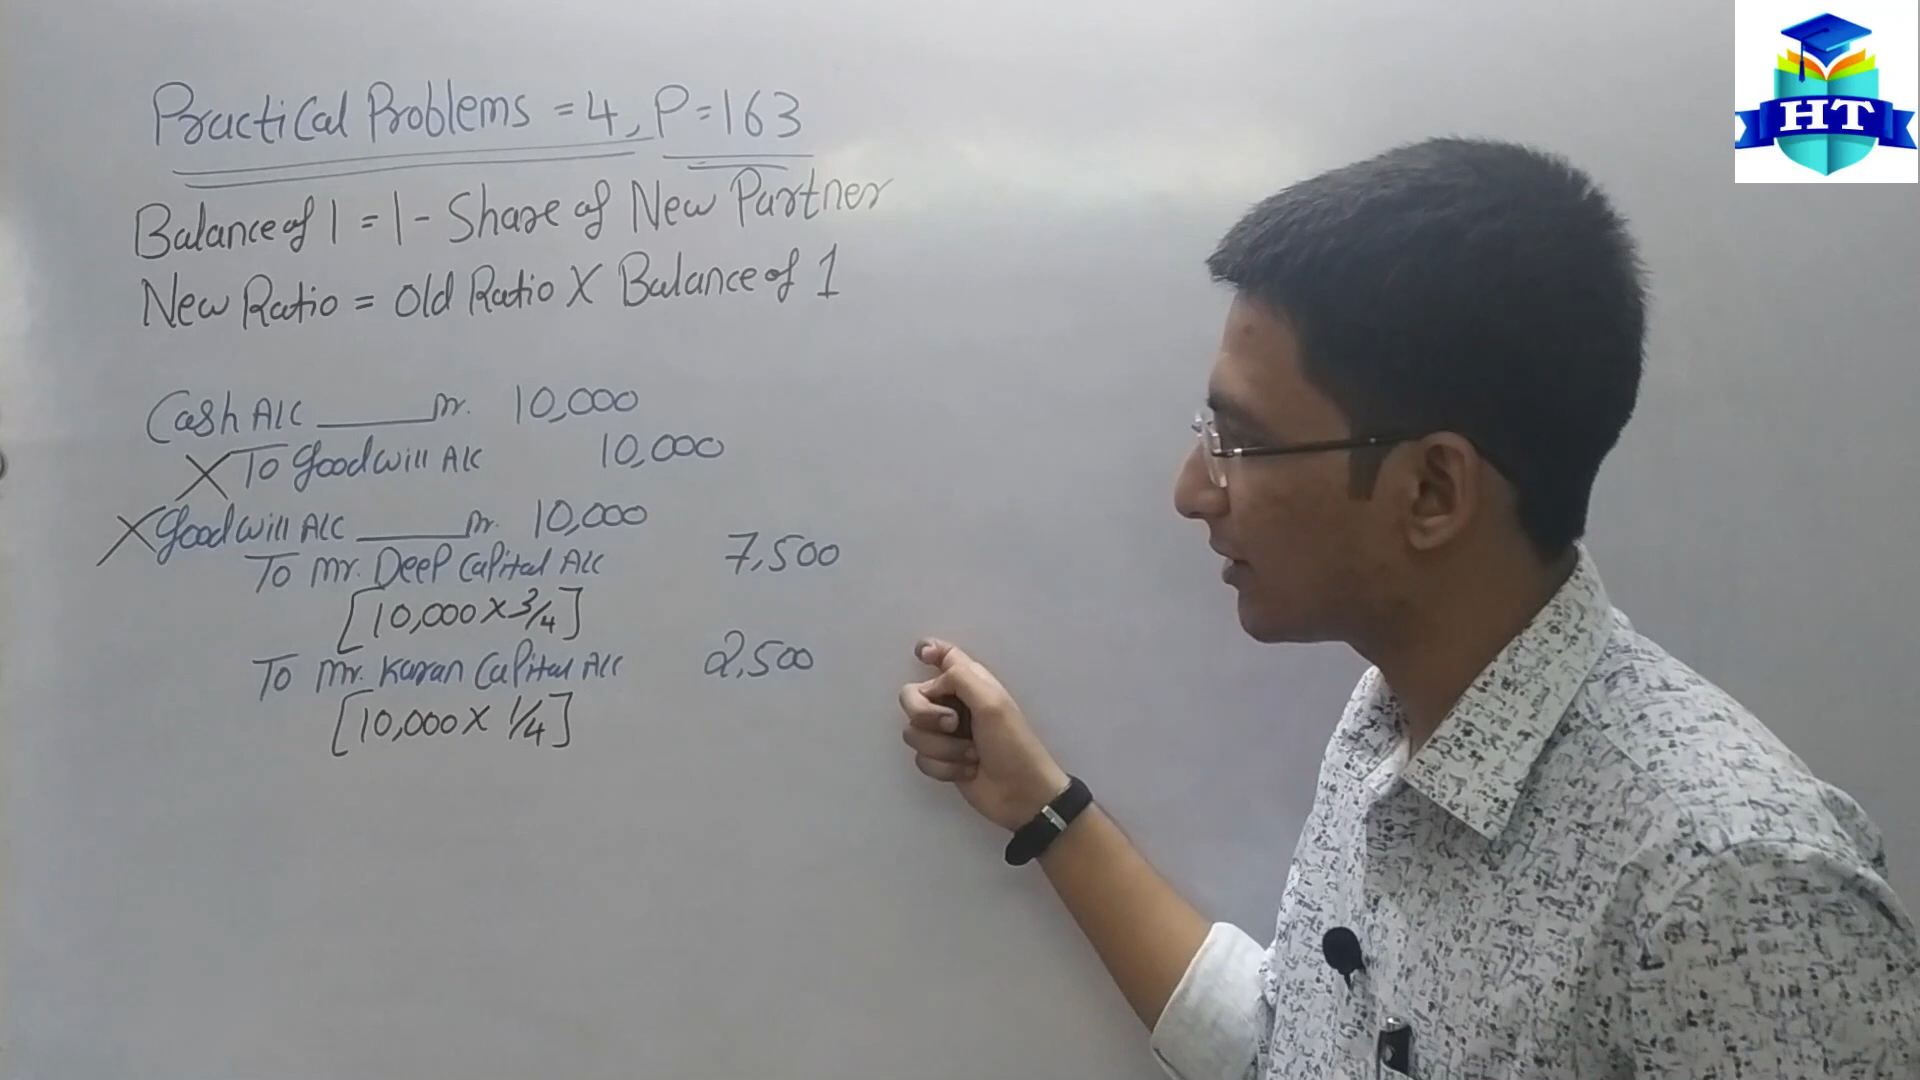 Practical Problems = 4, P=163
Balance of 1 = 1 - Share of New Partner
New Ratio = Old Ratio X Balance of 1
Cash A/C ______ Dr. 10,000
X To Goodwill A/C 10,000
X Goodwill A/C ______ Dr. 10,000
To Mr. Deep Capital A/C 7,500
[10,000 X 3/4]
To Mr. Karan Capital A/C 2,500
[10,000 X 1/4]
HT